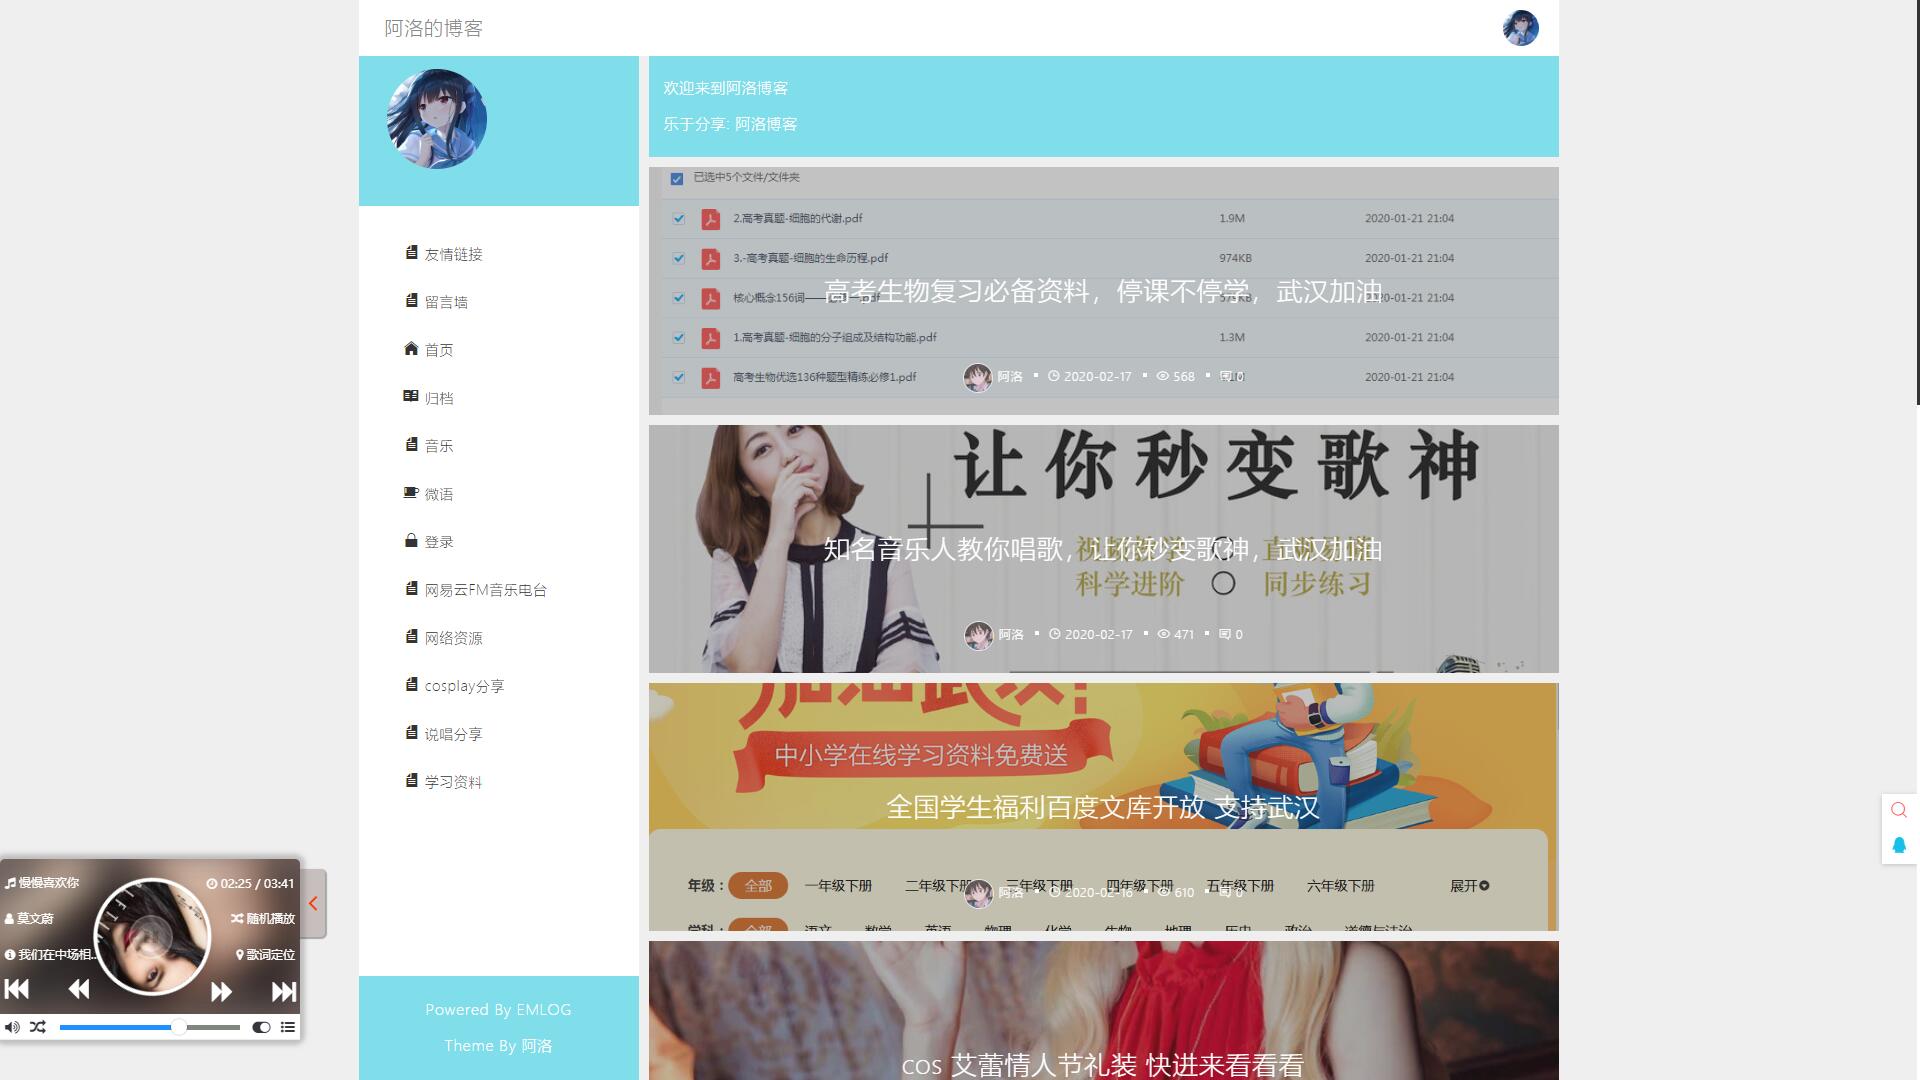 阿洛的博客
欢迎来到阿洛博客
乐于分享: 阿洛博客
友情链接
留言墙
首页
归档
音乐
微语
登录
网易云FM音乐电台
网络资源
cosplay分享
说唱分享
学习资料
Powered By EMLOG
Theme By 阿洛
已选中5个文件/文件夹
2.高考真题-细胞的代谢.pdf 1.9M 2020-01-21 21:04
3.-高考真题-细胞的生命历程.pdf 974KB 2020-01-21 21:04
高考生物复习必备资料，停课不停学，武汉加油
核心概念156词 2020-01-21 21:04
1.高考真题-细胞的分子组成及结构功能.pdf 1.3M 2020-01-21 21:04
高考生物优选136种题型精练必修1.pdf 2020-01-21 21:04
阿洛 2020-02-17 568 0
让你秒变歌神
知名音乐人教你唱歌，让你秒变歌神，武汉加油
科学进阶 同步练习
阿洛 2020-02-17 471 0
加油武汉!
中小学在线学习资料免费送
全国学生福利百度文库开放 支持武汉
年级： 全部 一年级下册 二年级下册 三年级下册 四年级下册 五年级下册 六年级下册 展开
阿洛 2020-02-16 610 0
学科： 全部 语文 数学 英语 物理 化学 生物 地理 历史 政治 道德与法治
cos 艾蕾情人节礼装 快进来看看看
慢慢喜欢你 02:25 / 03:41
莫文蔚 随机播放
我们在中场相... 歌词定位